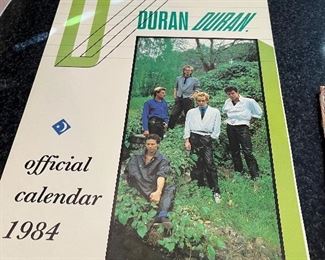 DURAN DURAN.
official
calendar
1984